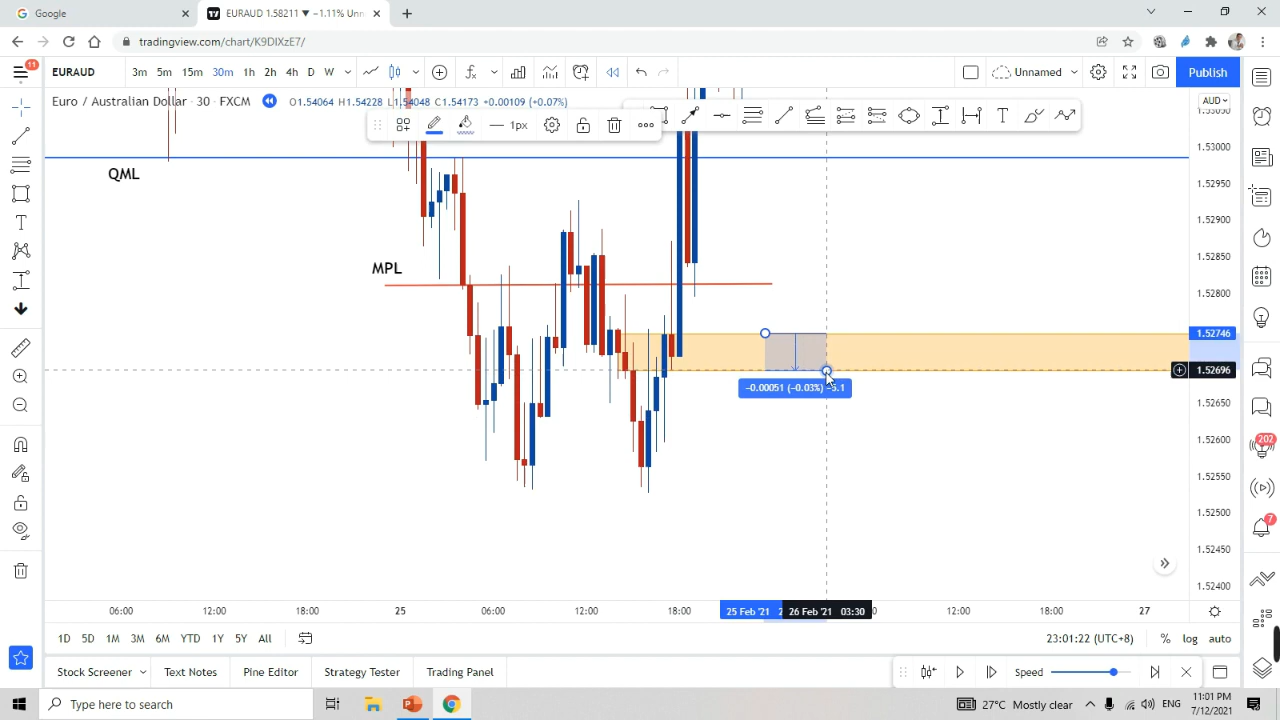 Google
EURAUD 1.58211 ▼ −1.11% Unn
tradingview.com/chart/K9DIXzE7/
11
EURAUD
3m 5m 15m 30m 1h 2h 4h D W
Unnamed
Publish
Euro / Australian Dollar · 30 · FXCM
O1.54064 H1.54228 L1.54048 C1.54173 +0.00109 (+0.07%)
AUD
1px
1.53050
1.53000
QML
1.52950
1.52900
1.52850
MPL
1.52800
1.52746
1.52696
−0.00051 (−0.03%) −5.1
1.52650
1.52600
202
1.52550
1.52500
7
1.52450
1.52400
06:00 12:00 18:00 25 06:00 12:00 18:00 25 Feb '21 26 Feb '21 03:30 12:00 18:00 27
1D 5D 1M 3M 6M YTD 1Y 5Y All
23:01:22 (UTC+8) % log auto
Stock Screener Text Notes Pine Editor Strategy Tester Trading Panel
Speed
Type here to search
27°C Mostly clear
11:01 PM
7/12/2021